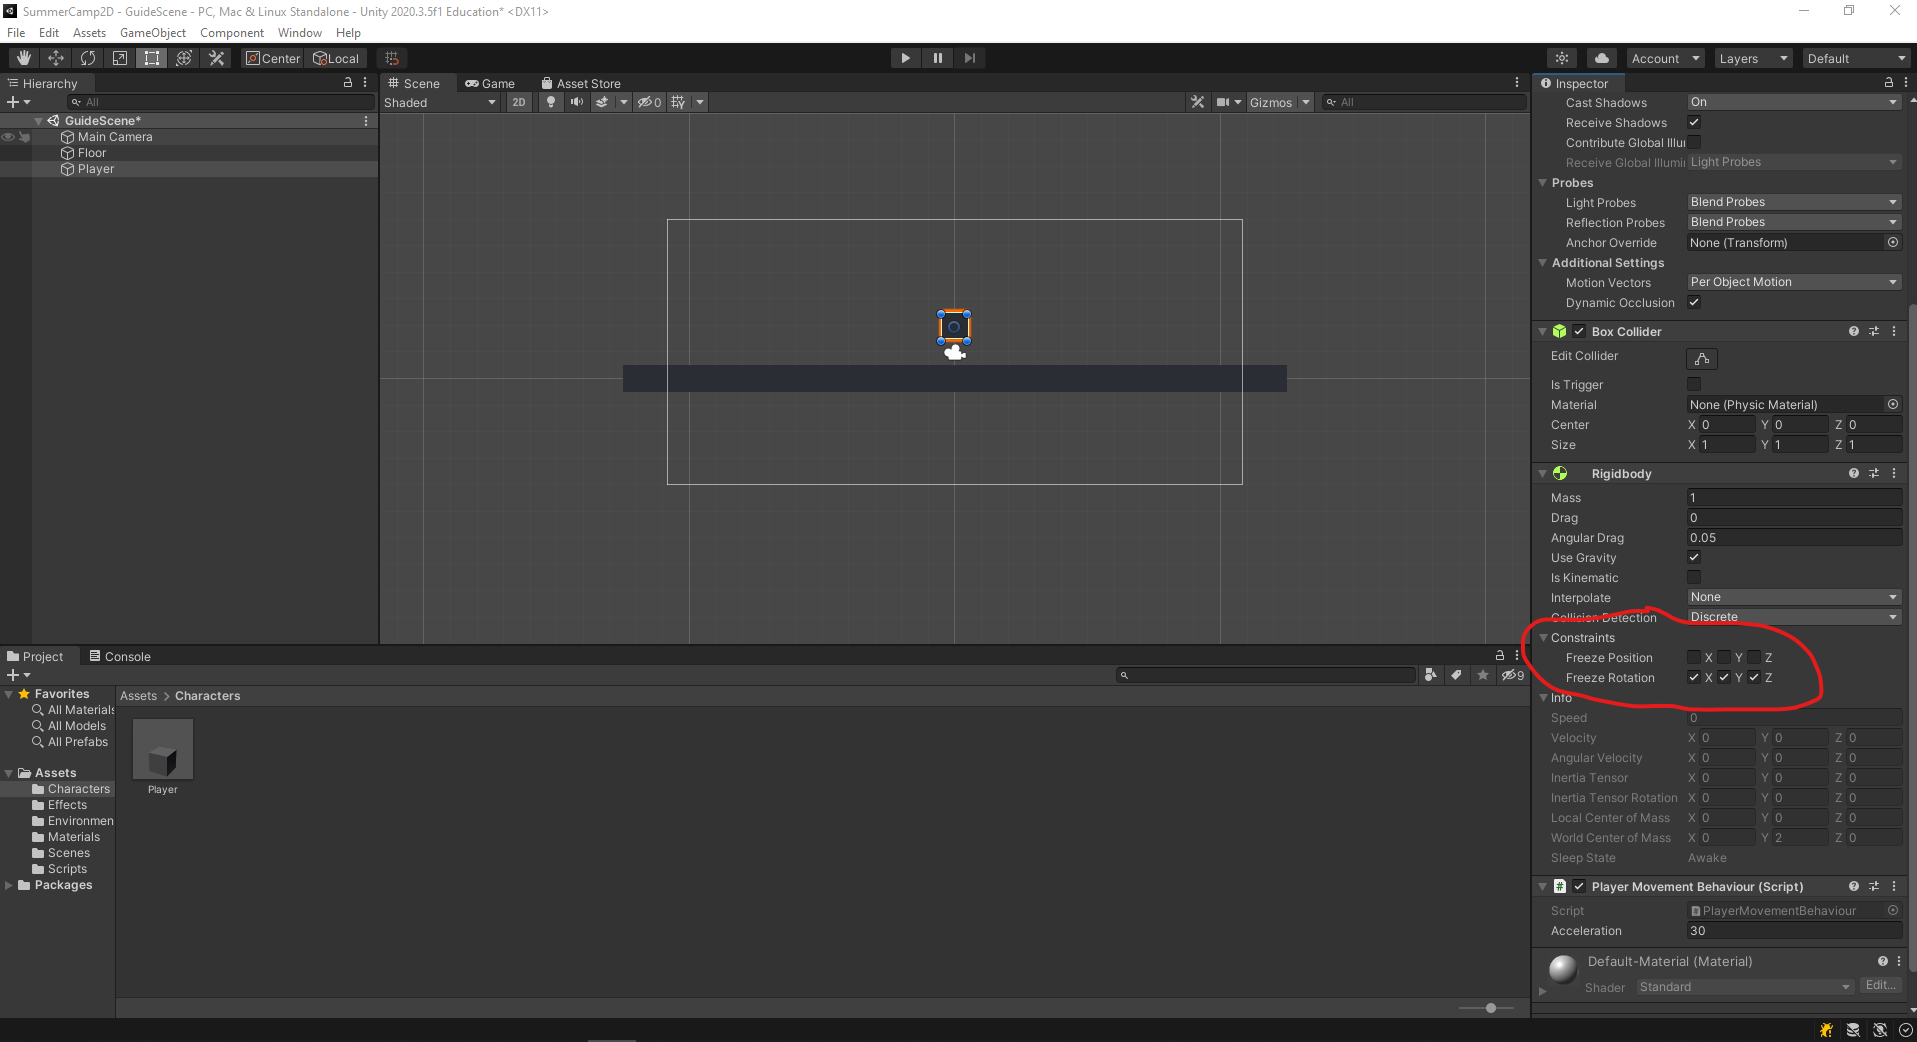 SummerCamp2D - GuideScene - PC, Mac & Linux Standalone - Unity 2020.3.5f1 Education* <DX11>
File Edit Assets GameObject Component Window Help
Center Local Account Layers Default
Hierarchy
All
GuideScene*
Main Camera
Floor
Player
Scene Game Asset Store
Shaded 2D 0 Gizmos All
Inspector
Cast Shadows On
Receive Shadows
Contribute Global Illu
Receive Global Illumi Light Probes
Probes
Light Probes Blend Probes
Reflection Probes Blend Probes
Anchor Override None (Transform)
Additional Settings
Motion Vectors Per Object Motion
Dynamic Occlusion
Box Collider
Edit Collider
Is Trigger
Material None (Physic Material)
Center X 0 Y 0 Z 0
Size X 1 Y 1 Z 1
Rigidbody
Mass 1
Drag 0
Angular Drag 0.05
Use Gravity
Is Kinematic
Interpolate None
Collision Detection Discrete
Constraints
Freeze Position X Y Z
Freeze Rotation X Y Z
Info
Speed 0
Velocity X 0 Y 0 Z 0
Angular Velocity X 0 Y 0 Z 0
Inertia Tensor X 0 Y 0 Z 0
Inertia Tensor Rotation X 0 Y 0 Z 0
Local Center of Mass X 0 Y 0 Z 0
World Center of Mass X 0 Y 2 Z 0
Sleep State Awake
Player Movement Behaviour (Script)
Script PlayerMovementBehaviour
Acceleration 30
Default-Material (Material)
Shader Standard Edit...
Project Console
9
Favorites
All Materials
All Models
All Prefabs
Assets
Characters
Effects
Environmen
Materials
Scenes
Scripts
Packages
Assets > Characters
Player